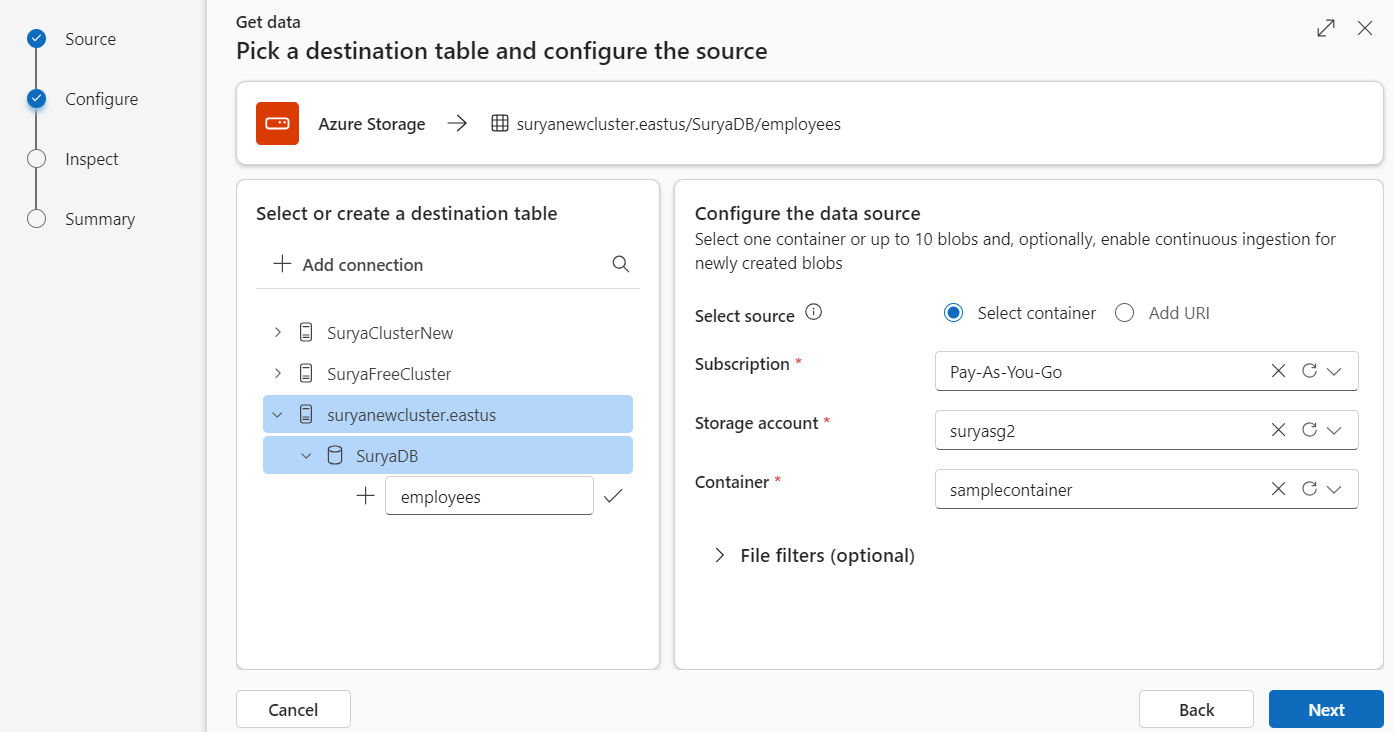 Source
Configure
Inspect
Summary
Get data
Pick a destination table and configure the source
Azure Storage
suryanewcluster.eastus/SuryaDB/employees
Select or create a destination table
Add connection
SuryaClusterNew
SuryaFreeCluster
suryanewcluster.eastus
SuryaDB
employees
Configure the data source
Select one container or up to 10 blobs and, optionally, enable continuous ingestion for
newly created blobs
Select source Select container Add URI
Subscription * Pay-As-You-Go
Storage account * suryasg2
Container * samplecontainer
File filters (optional)
Cancel
Back
Next